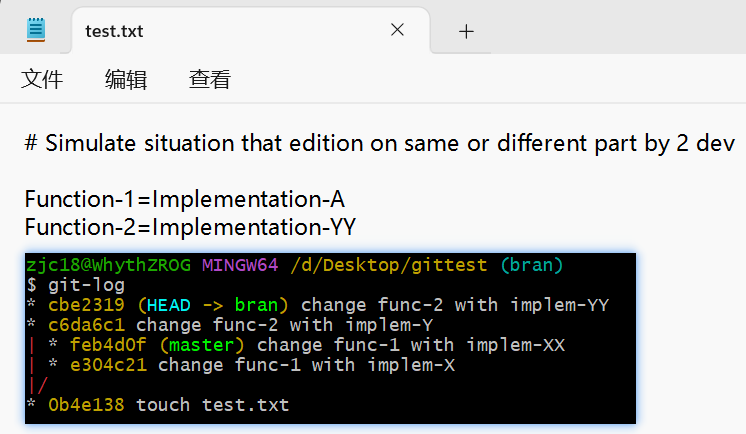 test.txt
文件 编辑 查看
# Simulate situation that edition on same or different part by 2 dev
Function-1=Implementation-A
Function-2=Implementation-YY
zjc18@WhythZROG MINGW64 /d/Desktop/gittest (bran)
$ git-log
* cbe2319 (HEAD -> bran) change func-2 with implem-YY
* c6da6c1 change func-2 with implem-Y
| * feb4d0f (master) change func-1 with implem-XX
| * e304c21 change func-1 with implem-X
|/
* 0b4e138 touch test.txt